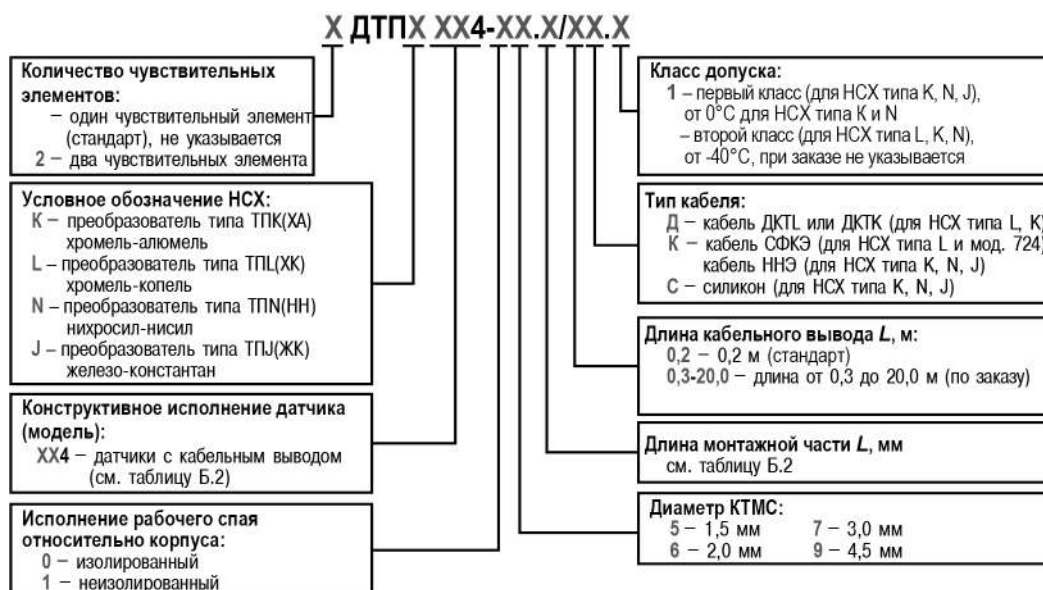 X ДТПX XX4-XX.X/XX.X
Количество чувствительных
элементов:
– один чувствительный элемент
(стандарт), не указывается
2 – два чувствительных элемента
Условное обозначение НСХ:
K – преобразователь типа ТПК(ХА)
хромель-алюмель
L – преобразователь типа ТПL(ХК)
хромель-копель
N – преобразователь типа ТПN(НН)
нихросил-нисил
J – преобразователь типа ТПJ(ЖК)
железо-константан
Конструктивное исполнение датчика
(модель):
XX4 – датчики с кабельным выводом
(см. таблицу Б.2)
Исполнение рабочего спая
относительно корпуса:
0 – изолированный
1 – неизолированный
Класс допуска:
1 – первый класс (для НСХ типа K, N, J),
от 0°С для НСХ типа K и N
– второй класс (для НСХ типа L, K, N),
от -40°С, при заказе не указывается
Тип кабеля:
Д – кабель ДКТL или ДКТК (для НСХ типа L, K)
К – кабель СФКЭ (для НСХ типа L и мод. 724)
кабель ННЭ (для НСХ типа K, N, J)
С – силикон (для НСХ типа K, N, J)
Длина кабельного вывода L, м:
0,2 – 0,2 м (стандарт)
0,3-20,0 – длина от 0,3 до 20,0 м (по заказу)
Длина монтажной части L, мм
см. таблицу Б.2
Диаметр КТМС:
5 – 1,5 мм 7 – 3,0 мм
6 – 2,0 мм 9 – 4,5 мм